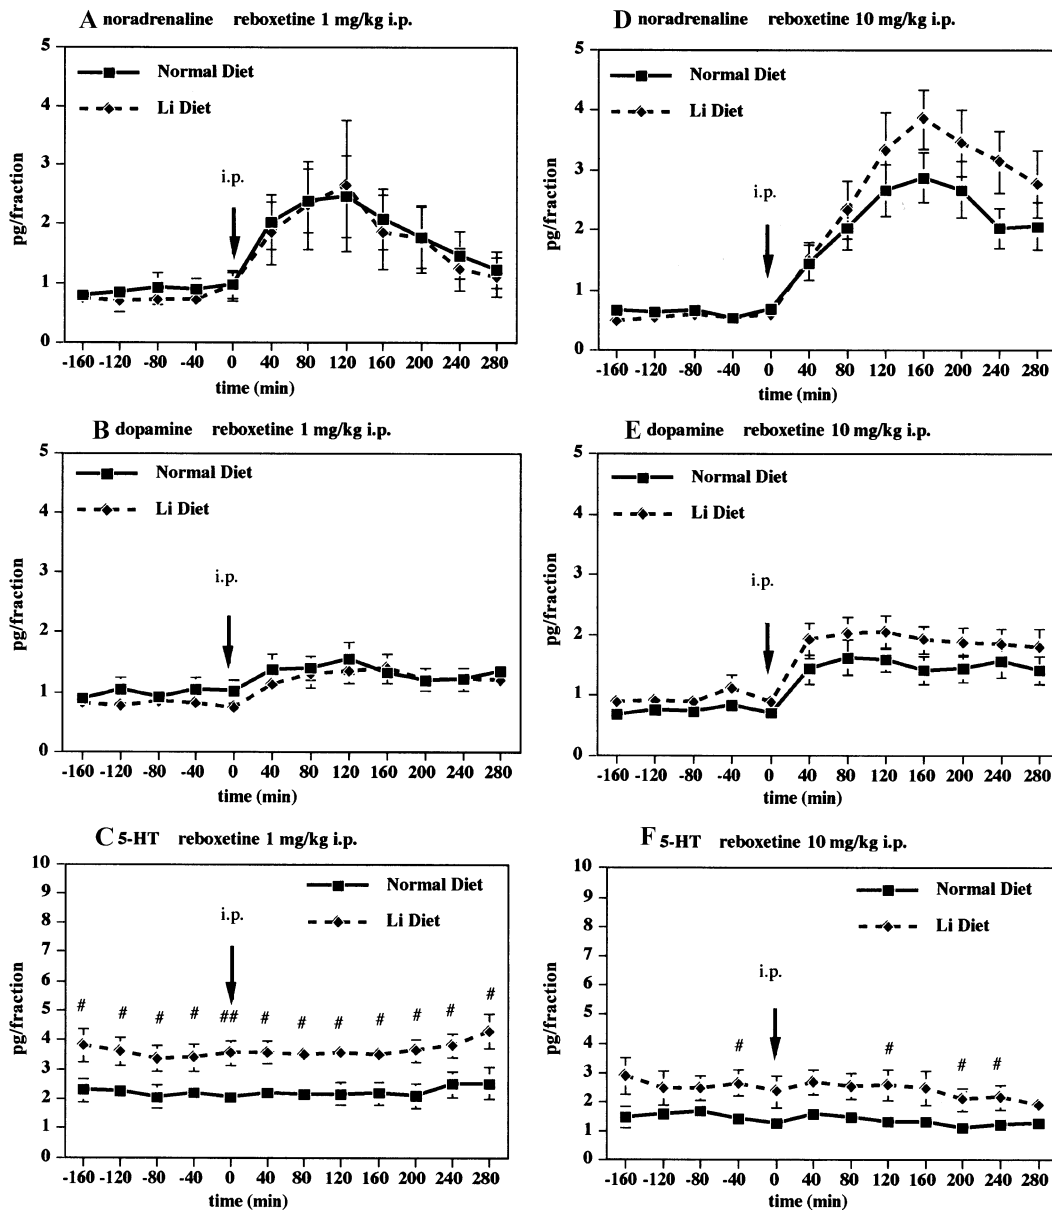 A noradrenaline reboxetine 1 mg/kg i.p.
5
4
3
2
1
0
pg/fraction
Normal Diet
Li Diet
i.p.
-160 -120 -80 -40 0 40 80 120 160 200 240 280
time (min)
B dopamine reboxetine 1 mg/kg i.p.
5
4
3
2
1
0
pg/fraction
Normal Diet
Li Diet
i.p.
-160 -120 -80 -40 0 40 80 120 160 200 240 280
time (min)
C 5-HT reboxetine 1 mg/kg i.p.
10
9
8
7
6
5
4
3
2
1
0
pg/fraction
Normal Diet
Li Diet
i.p.
# # # # ## # # # # # # #
-160 -120 -80 -40 0 40 80 120 160 200 240 280
time (min)
D noradrenaline reboxetine 10 mg/kg i.p.
5
4
3
2
1
0
pg/fraction
Normal Diet
Li Diet
i.p.
-160 -120 -80 -40 0 40 80 120 160 200 240 280
time (min)
E dopamine reboxetine 10 mg/kg i.p.
5
4
3
2
1
0
pg/fraction
Normal Diet
Li Diet
i.p.
-160 -120 -80 -40 0 40 80 120 160 200 240 280
time (min)
F 5-HT reboxetine 10 mg/kg i.p.
10
9
8
7
6
5
4
3
2
1
0
pg/fraction
Normal Diet
Li Diet
i.p.
# # # #
-160 -120 -80 -40 0 40 80 120 160 200 240 280
time (min)